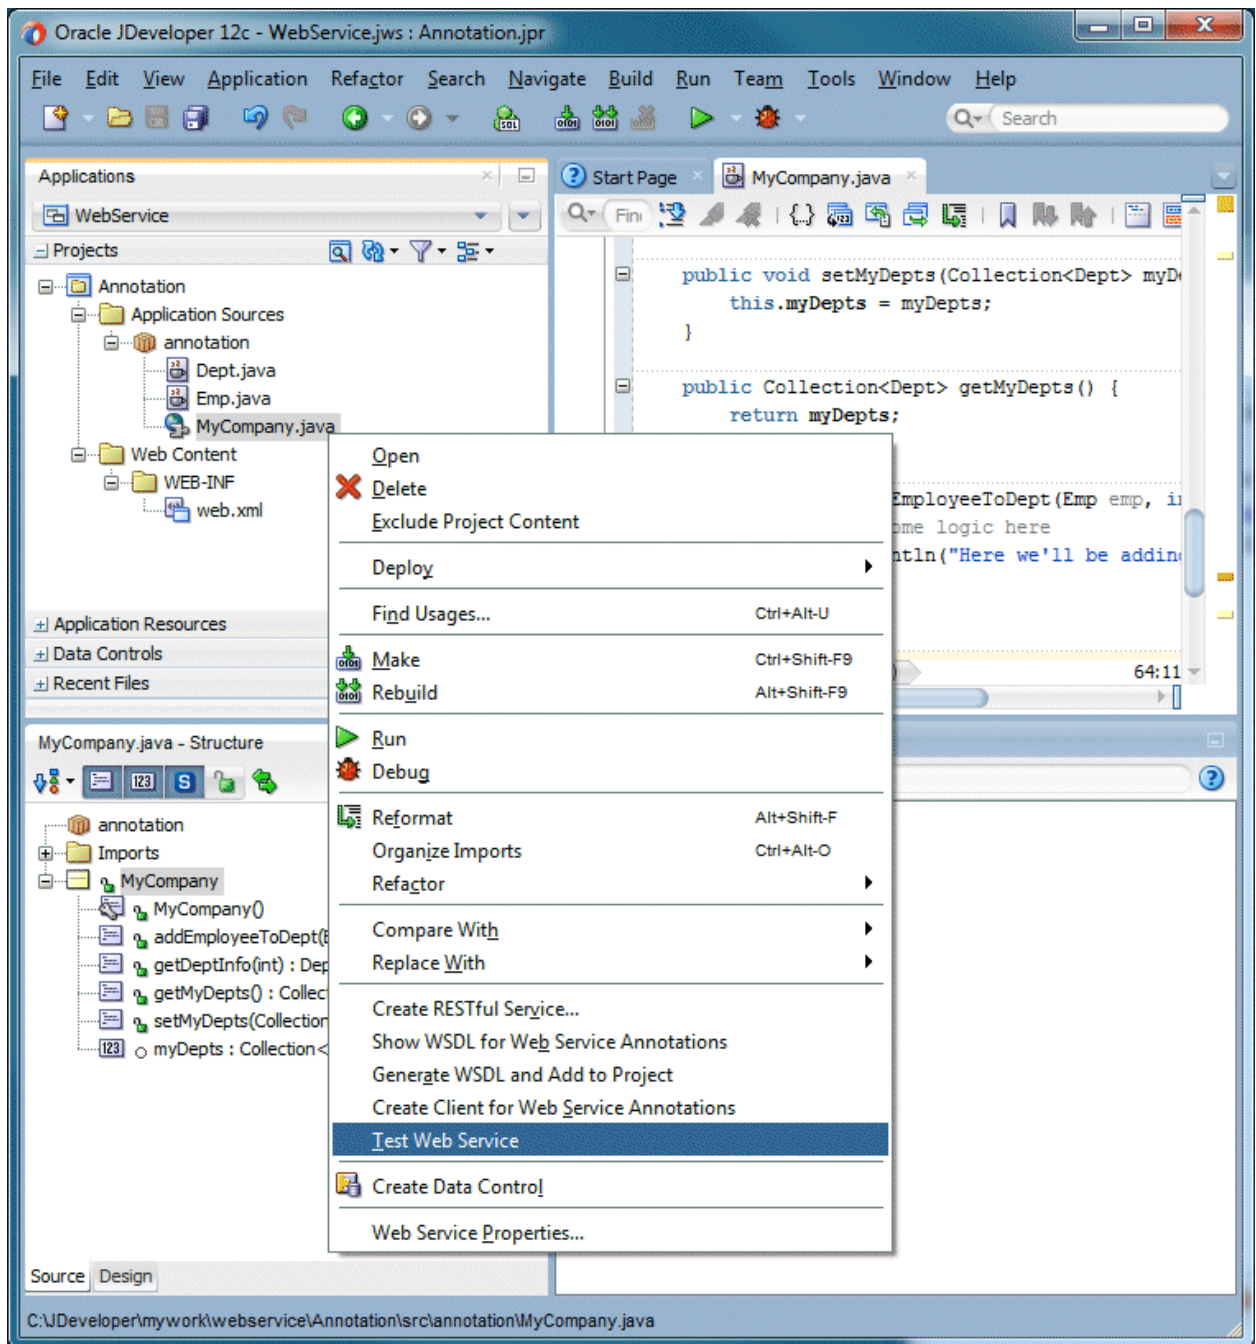 Oracle JDeveloper 12c - WebService.jws : Annotation.jpr
File Edit View Application Refactor Search Navigate Build Run Team Tools Window Help
Search
Applications
WebService
Projects
Annotation
Application Sources
annotation
Dept.java
Emp.java
MyCompany.java
Web Content
WEB-INF
web.xml
Application Resources
Data Controls
Recent Files
Start Page
MyCompany.java
public void setMyDepts(Collection<Dept> myDe
this.myDepts = myDepts;
}
public Collection<Dept> getMyDepts() {
return myDepts;
EmployeeToDept(Emp emp, in
ome logic here
ntln("Here we'll be adding
64:11
Open
Delete
Exclude Project Content
Deploy
Find Usages... Ctrl+Alt-U
Make Ctrl+Shift-F9
Rebuild Alt+Shift-F9
Run
Debug
Reformat Alt+Shift-F
Organize Imports Ctrl+Alt-O
Refactor
Compare With
Replace With
Create RESTful Service...
Show WSDL for Web Service Annotations
Generate WSDL and Add to Project
Create Client for Web Service Annotations
Test Web Service
Create Data Control
Web Service Properties...
MyCompany.java - Structure
annotation
Imports
MyCompany
MyCompany()
addEmployeeToDept(E
getDeptInfo(int) : Dep
getMyDepts() : Collec
setMyDepts(Collection
myDepts : Collection<
Source Design
C:\JDeveloper\mywork\webservice\Annotation\src\annotation\MyCompany.java